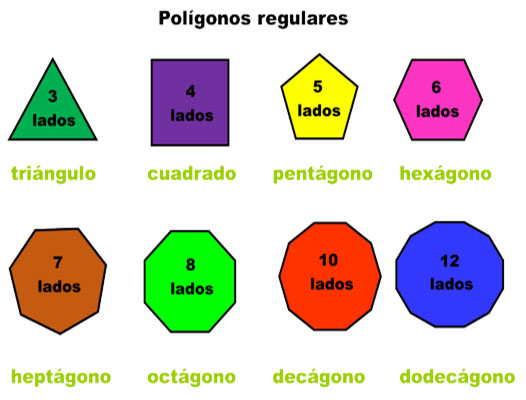 Polígonos regulares
3
lados
4
lados
5
lados
6
lados
triángulo
cuadrado
pentágono
hexágono
7
lados
8
lados
10
lados
12
lados
heptágono
octágono
decágono
dodecágono